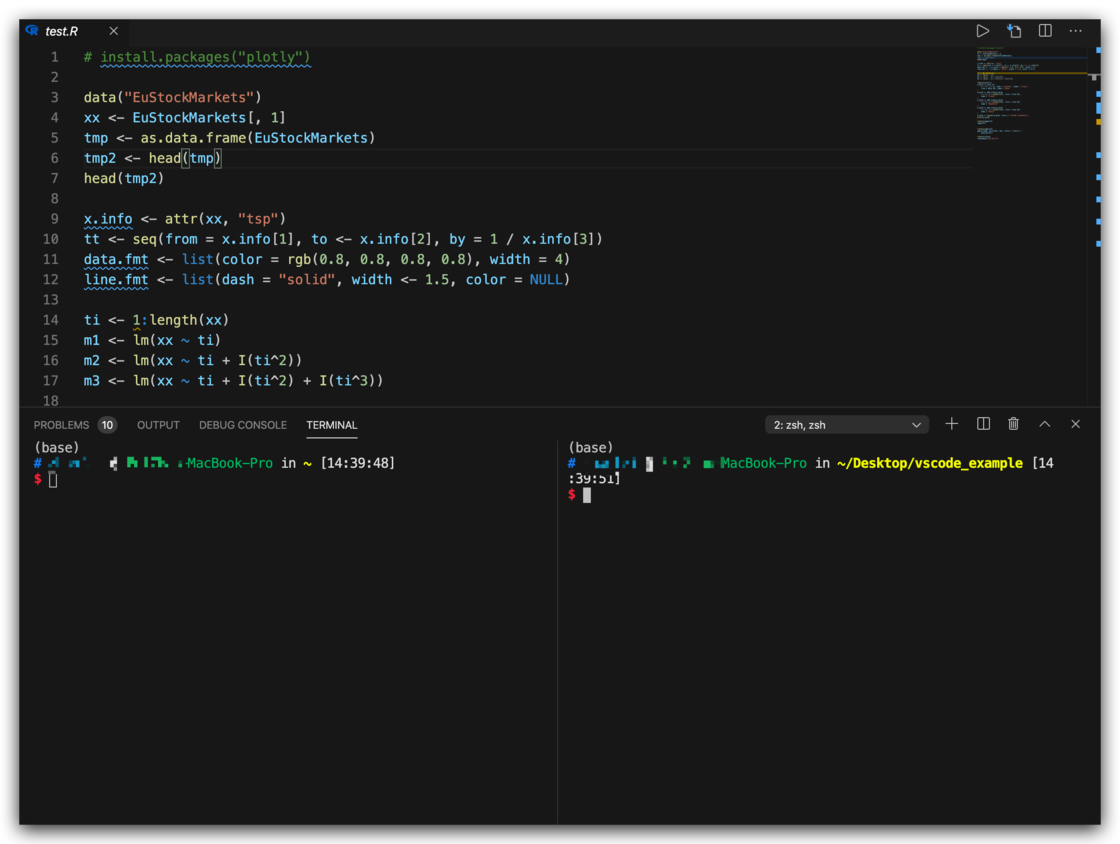 test.R
1 # install.packages("plotly")
2
3 data("EuStockMarkets")
4 xx <- EuStockMarkets[, 1]
5 tmp <- as.data.frame(EuStockMarkets)
6 tmp2 <- head(tmp)
7 head(tmp2)
8
9 x.info <- attr(xx, "tsp")
10 tt <- seq(from = x.info[1], to <- x.info[2], by = 1 / x.info[3])
11 data.fmt <- list(color = rgb(0.8, 0.8, 0.8, 0.8), width = 4)
12 line.fmt <- list(dash = "solid", width <- 1.5, color = NULL)
13
14 ti <- 1:length(xx)
15 m1 <- lm(xx ~ ti)
16 m2 <- lm(xx ~ ti + I(ti^2))
17 m3 <- lm(xx ~ ti + I(ti^2) + I(ti^3))
18
PROBLEMS 10 OUTPUT DEBUG CONSOLE TERMINAL 2: zsh, zsh
(base)
# MacBook-Pro in ~ [14:39:48]
$
(base)
# MacBook-Pro in ~/Desktop/vscode_example [14
:39:51]
$